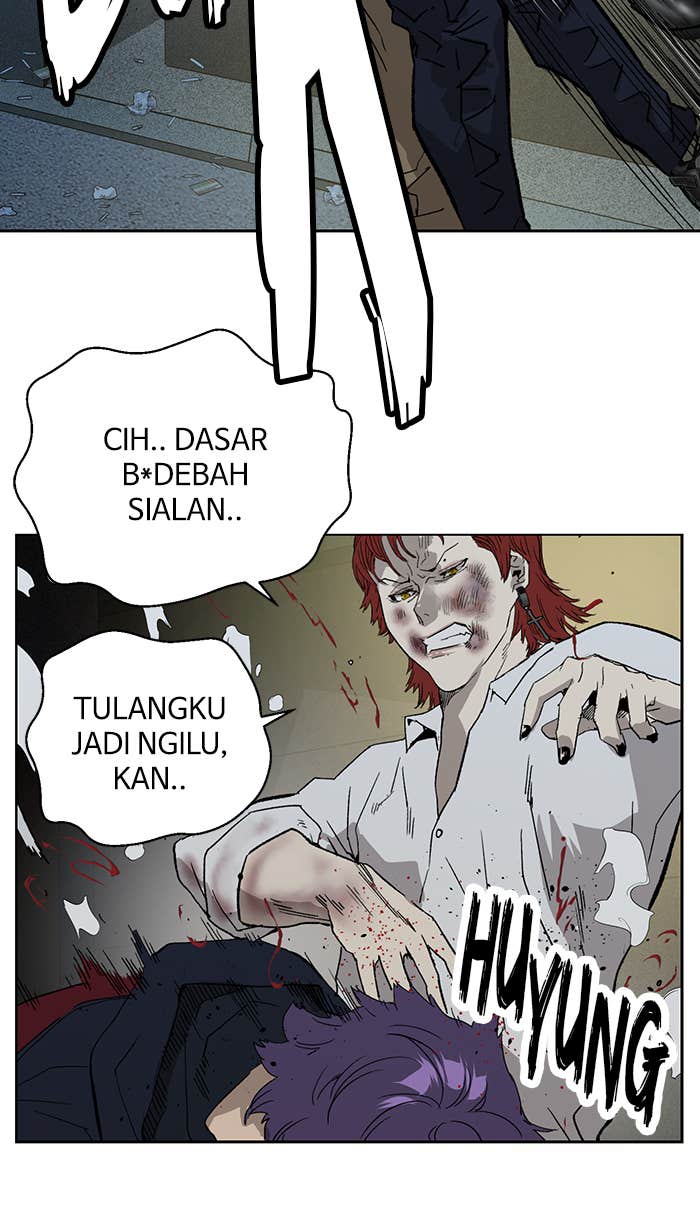 CIH.. DASAR
B*DEBAH
SIALAN..
TULANGKU
JADI NGILU,
KAN..
HUYUNG